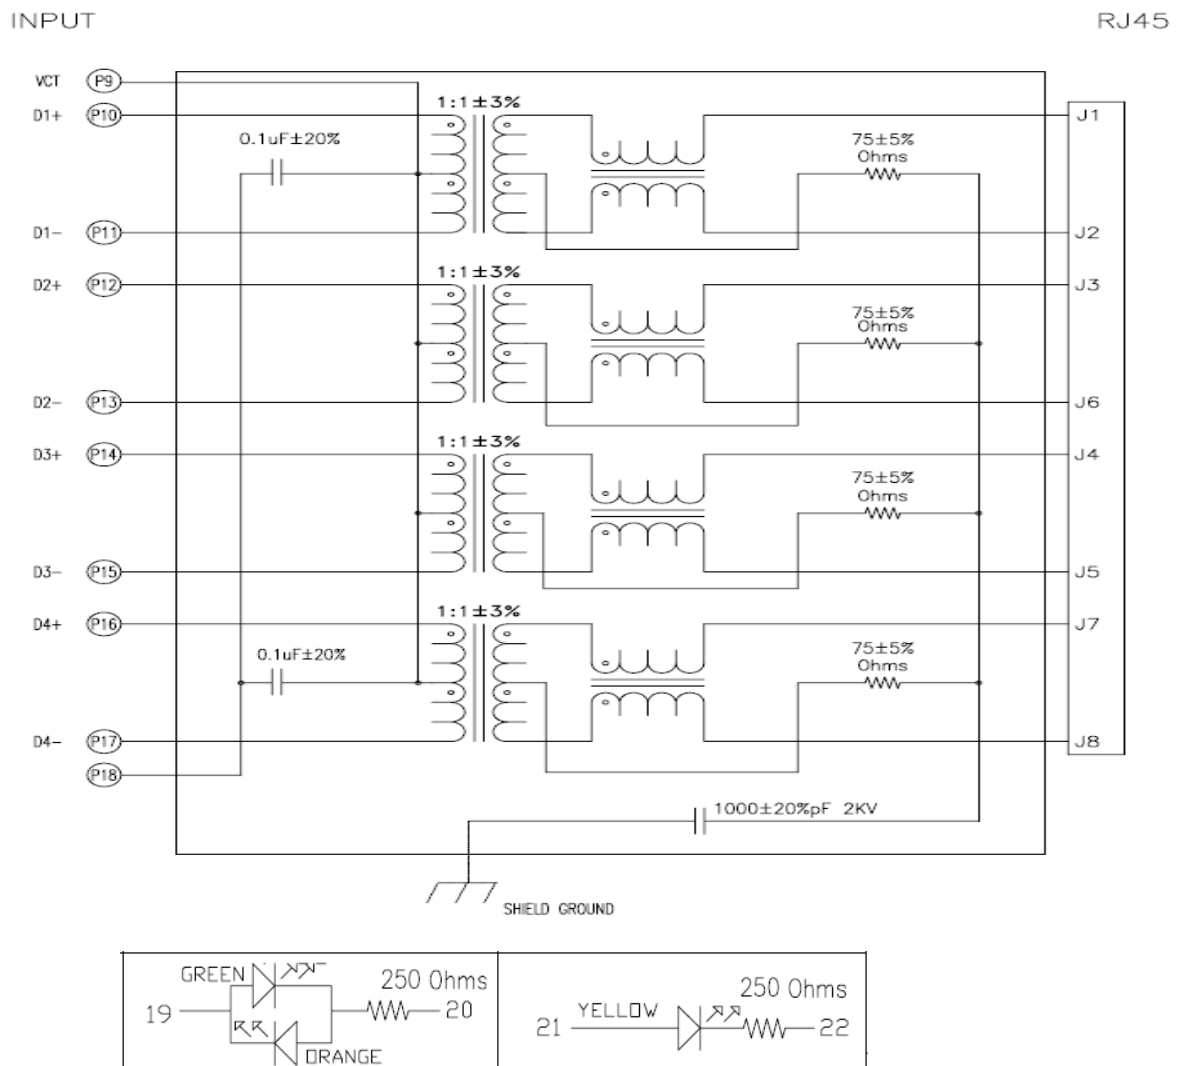 INPUT
RJ45
VCT P9
D1+ P10
1:1±3%
J1
0.1uF±20%
75±5%
Ohms
D1- P11
J2
D2+ P12
1:1±3%
J3
75±5%
Ohms
D2- P13
J6
D3+ P14
1:1±3%
J4
75±5%
Ohms
D3- P15
J5
D4+ P16
1:1±3%
J7
0.1uF±20%
75±5%
Ohms
D4- P17
J8
P18
1000±20%pF 2KV
SHIELD GROUND
GREEN
250 Ohms
19
20
ORANGE
250 Ohms
YELLOW
21
22